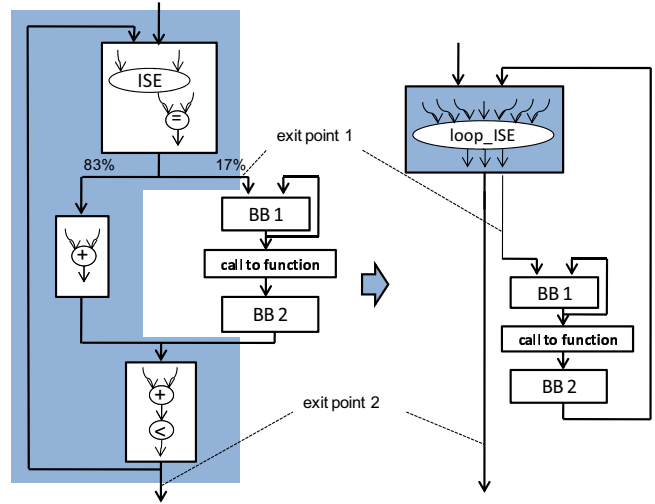 ISE
=
exit point 1
loop_ISE
83%
17%
BB 1
+
call to function
BB 2
BB 1
call to function
BB 2
+
<
exit point 2